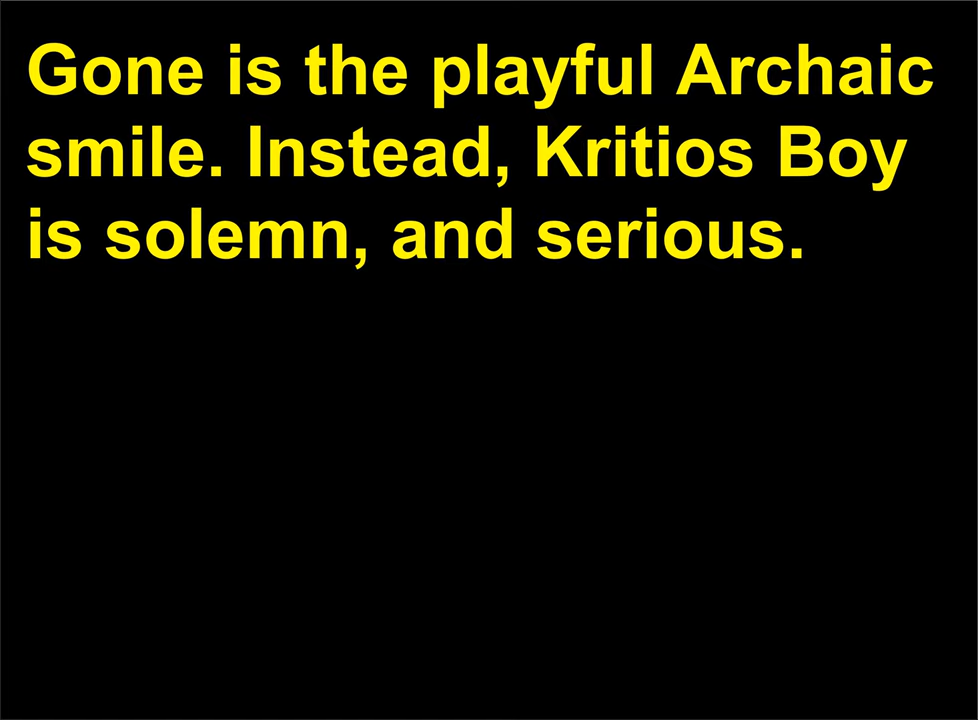 Gone is the playful Archaic
smile. Instead, Kritios Boy
is solemn, and serious.